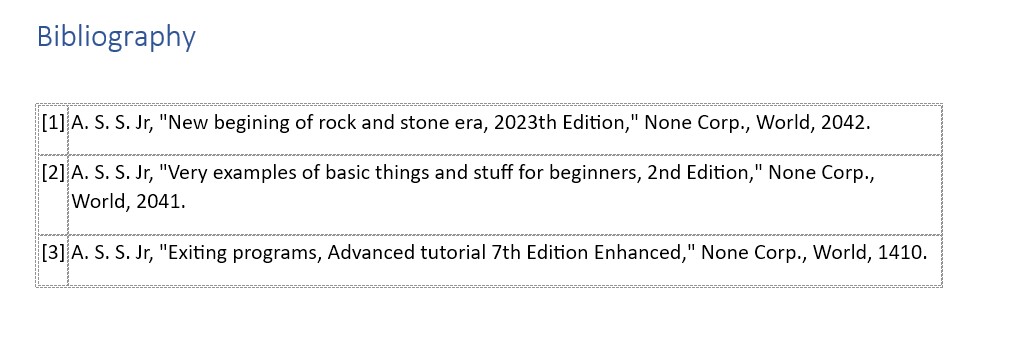 Bibliography
[1] A. S. S. Jr, "New begining of rock and stone era, 2023th Edition," None Corp., World, 2042.
[2] A. S. S. Jr, "Very examples of basic things and stuff for beginners, 2nd Edition," None Corp.,
World, 2041.
[3] A. S. S. Jr, "Exiting programs, Advanced tutorial 7th Edition Enhanced," None Corp., World, 1410.